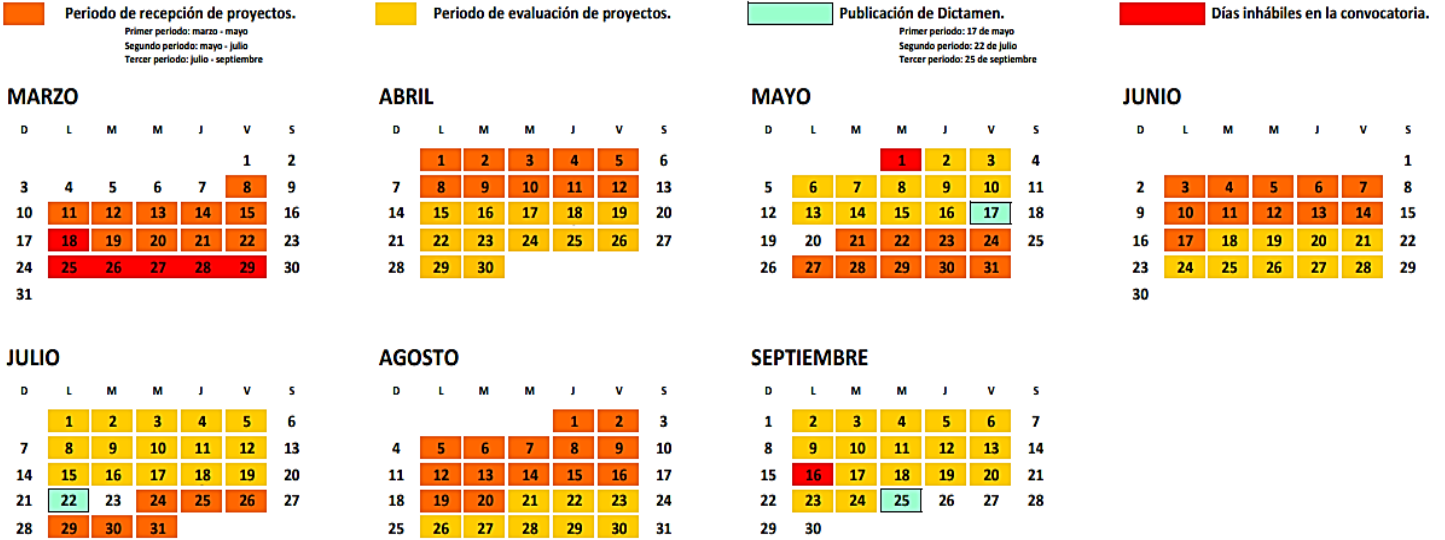 Periodo de recepción de proyectos. Periodo de evaluación de proyectos. Publicación de Dictamen. Días inhábiles en la convocatoria.
Primer periodo: marzo - mayo Primer periodo: 17 de mayo
Segundo periodo: mayo - julio Segundo periodo: 22 de julio
Tercer periodo: julio - septiembre Tercer periodo: 25 de septiembre
MARZO
D L M M J V S
1 2
3 4 5 6 7 8 9
10 11 12 13 14 15 16
17 18 19 20 21 22 23
24 25 26 27 28 29 30
31
ABRIL
D L M M J V S
1 2 3 4 5 6
7 8 9 10 11 12 13
14 15 16 17 18 19 20
21 22 23 24 25 26 27
28 29 30
MAYO
D L M M J V S
1 2 3 4
5 6 7 8 9 10 11
12 13 14 15 16 17 18
19 20 21 22 23 24 25
26 27 28 29 30 31
JUNIO
D L M M J V S
1
2 3 4 5 6 7 8
9 10 11 12 13 14 15
16 17 18 19 20 21 22
23 24 25 26 27 28 29
30
JULIO
D L M M J V S
1 2 3 4 5 6
7 8 9 10 11 12 13
14 15 16 17 18 19 20
21 22 23 24 25 26 27
28 29 30 31
AGOSTO
D L M M J V S
1 2 3
4 5 6 7 8 9 10
11 12 13 14 15 16 17
18 19 20 21 22 23 24
25 26 27 28 29 30 31
SEPTIEMBRE
D L M M J V S
1 2 3 4 5 6 7
8 9 10 11 12 13 14
15 16 17 18 19 20 21
22 23 24 25 26 27 28
29 30